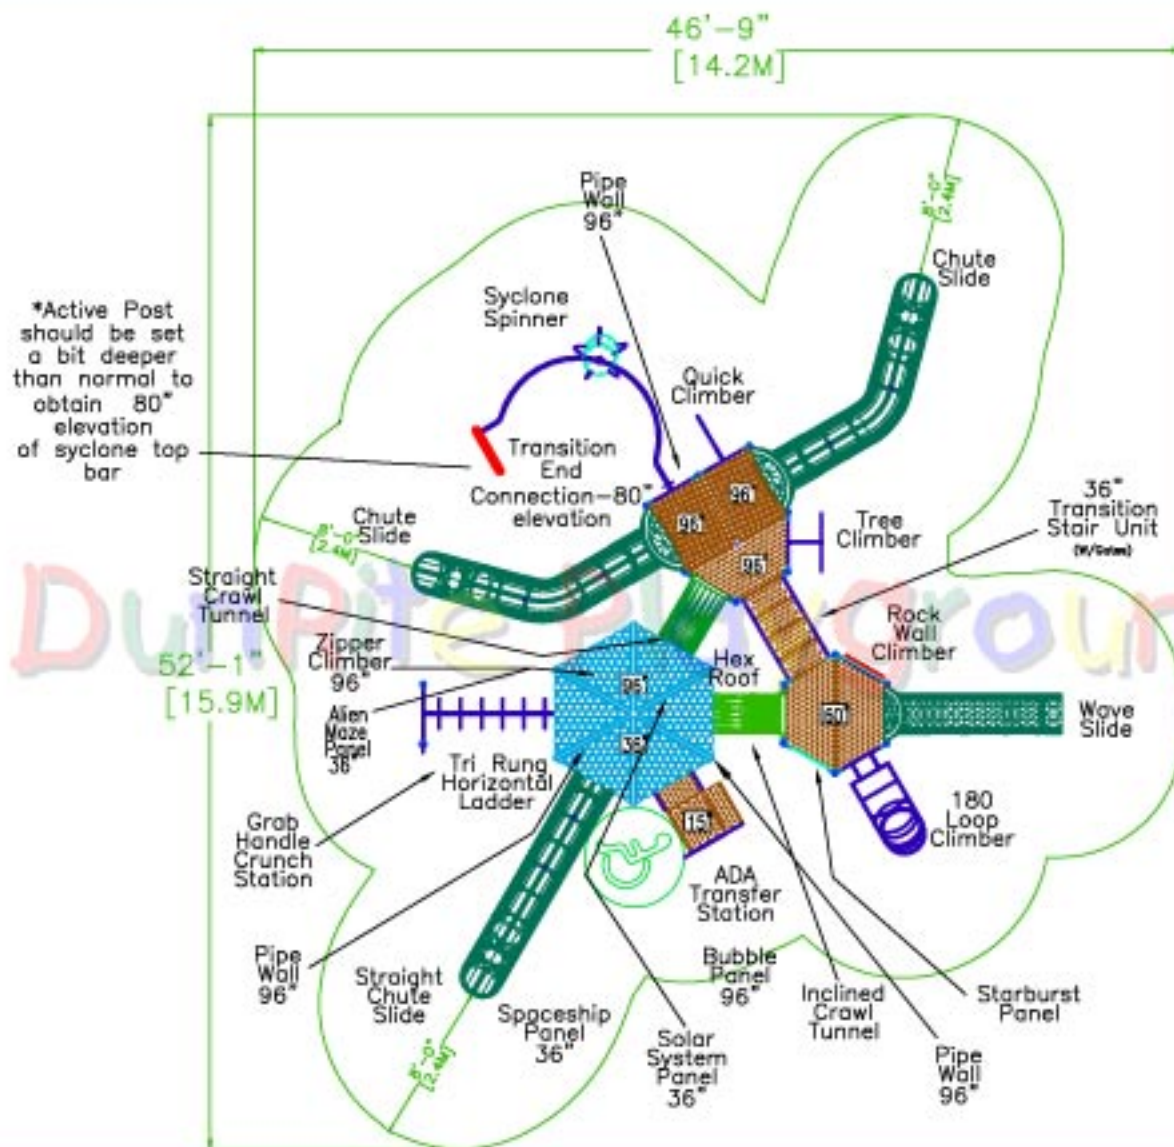 46'-9"
[14.2M]
Pipe
Wall
96"
8'-0"
[2.4M]
Chute
Slide
Syclone
Spinner
*Active Post
should be set
a bit deeper
than normal to
obtain 80"
elevation
of syclone top
bar
Quick
Climber
Transition
End
Connection-80"
elevation
96"
96"
96"
36"
Transition
Stair Unit
Tree
Climber
Chute
Slide
8'-0"
[2.4M]
Straight
Crawl
Tunnel
DunRite Playgroun
Rock
Wall
Climber
Zipper
Climber
96"
52'-1"
[15.9M]
Hex
Roof
96"
36"
60"
Wave
Slide
Alien
Maze
Panel
36"
Tri Rung
Horizontal
Ladder
15"
180
Loop
Climber
Grab
Handle
Crunch
Station
ADA
Transfer
Station
Pipe
Wall
96"
Straight
Chute
Slide
Bubble
Panel
96"
Inclined
Crawl
Tunnel
Starburst
Panel
Spaceship
Panel
36"
Solar
System
Panel
36"
Pipe
Wall
96"
8'-0"
[2.4M]